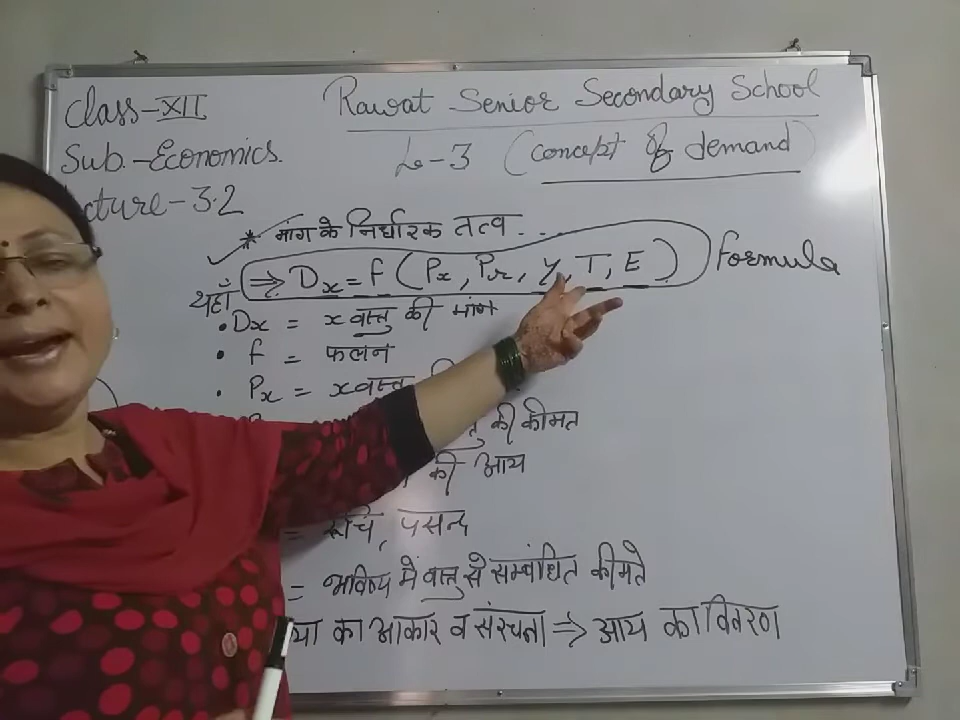 Class-XII
Rawat Senior Secondary School
Sub.-Economics.
L-3 (Concept of demand)
cture-3.2
* मांग के निर्धारक तत्व...
⇒ Dx = f (Px, Pr, Y, T, E) Formula
यहाँ
• Dx = x वस्तु की मांग
• f = फलन
• Px = x वस्तु
की कीमत
की आय
= रूचि, पसन्द
= भविष्य में वस्तु से सम्बंधित कीमते
का आकार व संरचना ⇒ आय का वितरण